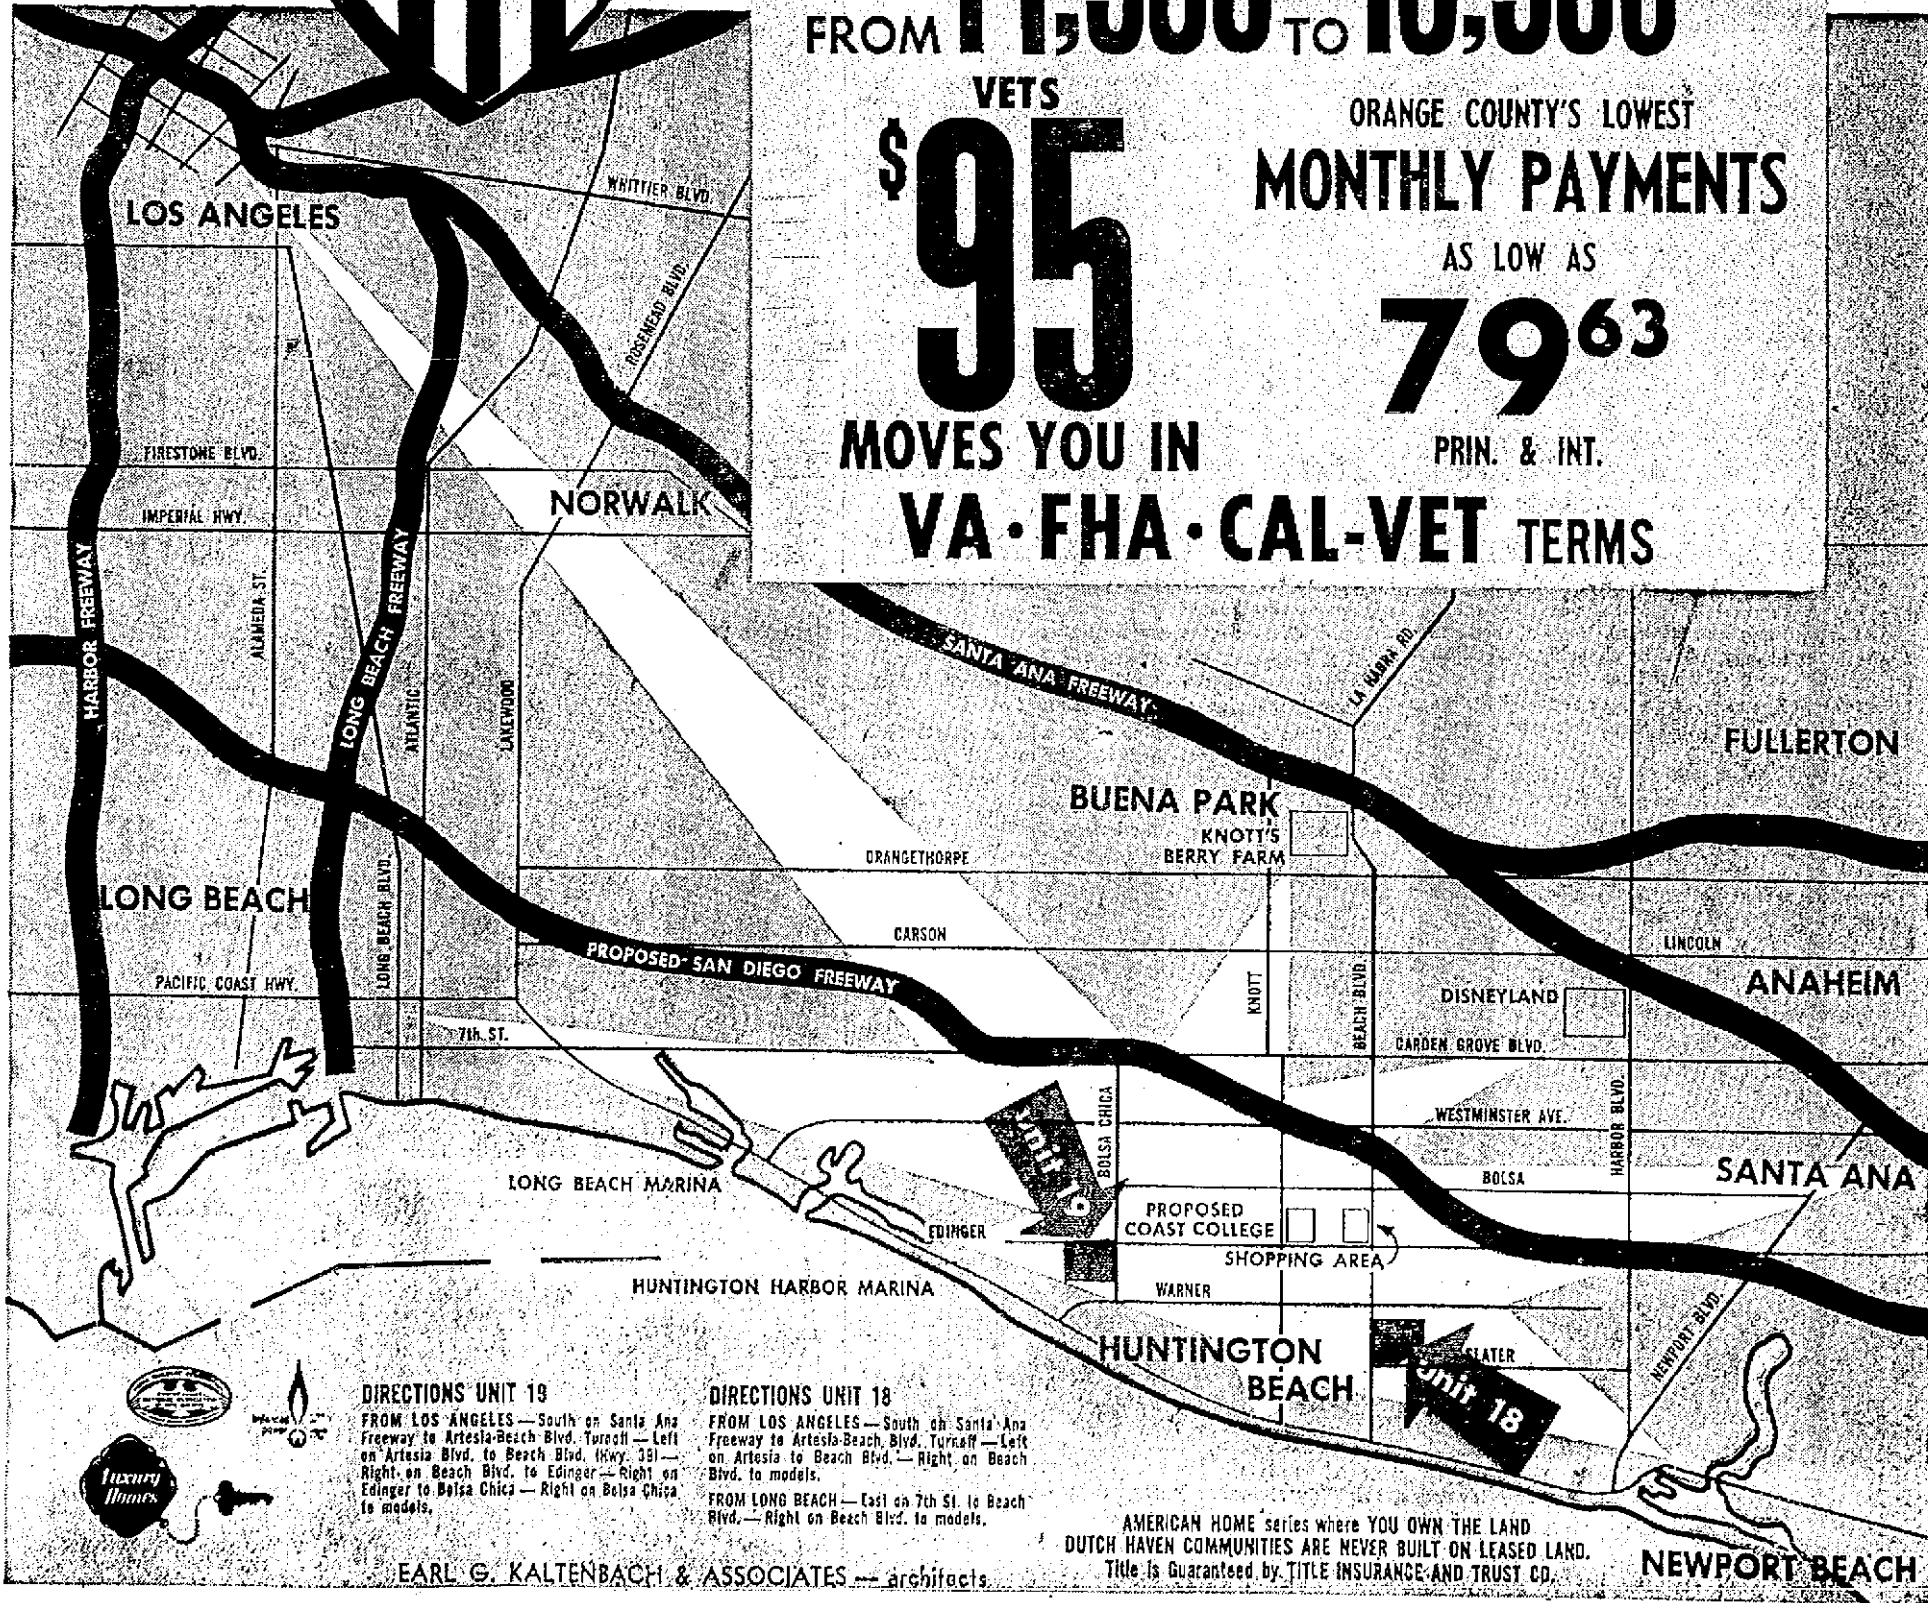 FROM TO
VETS
$95
MOVES YOU IN
ORANGE COUNTY'S LOWEST
MONTHLY PAYMENTS
AS LOW AS
79 63
PRIN. & INT.
VA · FHA · CAL-VET TERMS
LOS ANGELES
WHITTIER BLVD.
ROSEMEAD BLVD.
FIRESTONE BLVD.
NORWALK
IMPERIAL HWY.
HARBOR FREEWAY
ALAMEDA ST.
LONG BEACH FREEWAY
ATLANTIC
LAKEWOOD
SANTA ANA FREEWAY
LA HABRA RD.
FULLERTON
BUENA PARK
KNOTT'S
BERRY FARM
ORANGETHORPE
LONG BEACH
LONG BEACH BLVD.
CARSON
LINCOLN
PROPOSED SAN DIEGO FREEWAY
PACIFIC COAST HWY.
KNOTT
BEACH BLVD.
ANAHEIM
DISNEYLAND
7th ST.
GARDEN GROVE BLVD.
HARBOR BLVD.
unit 19
BOLSA CHICA
WESTMINSTER AVE.
LONG BEACH MARINA
BOLSA
SANTA ANA
PROPOSED
COAST COLLEGE
EDINGER
SHOPPING AREA
HUNTINGTON HARBOR MARINA
WARNER
NEWPORT BLVD.
HUNTINGTON
BEACH
SLATER
unit 18
Luxury
Homes
DIRECTIONS UNIT 19
FROM LOS ANGELES — South on Santa Ana
Freeway to Artesia-Beach Blvd. Turnoff — Left
on Artesia Blvd. to Beach Blvd. (Hwy. 39) —
Right on Beach Blvd. to Edinger — Right on
Edinger to Bolsa Chica — Right on Bolsa Chica
to models.
DIRECTIONS UNIT 18
FROM LOS ANGELES — South on Santa Ana
Freeway to Artesia-Beach Blvd. Turnoff — Left
on Artesia to Beach Blvd. — Right on Beach
Blvd. to models.
FROM LONG BEACH — East on 7th St. to Beach
Blvd. — Right on Beach Blvd. to models.
AMERICAN HOME series where YOU OWN THE LAND
DUTCH HAVEN COMMUNITIES ARE NEVER BUILT ON LEASED LAND.
Title is Guaranteed by TITLE INSURANCE AND TRUST CO.
EARL G. KALTENBACH & ASSOCIATES — architects
NEWPORT BEACH